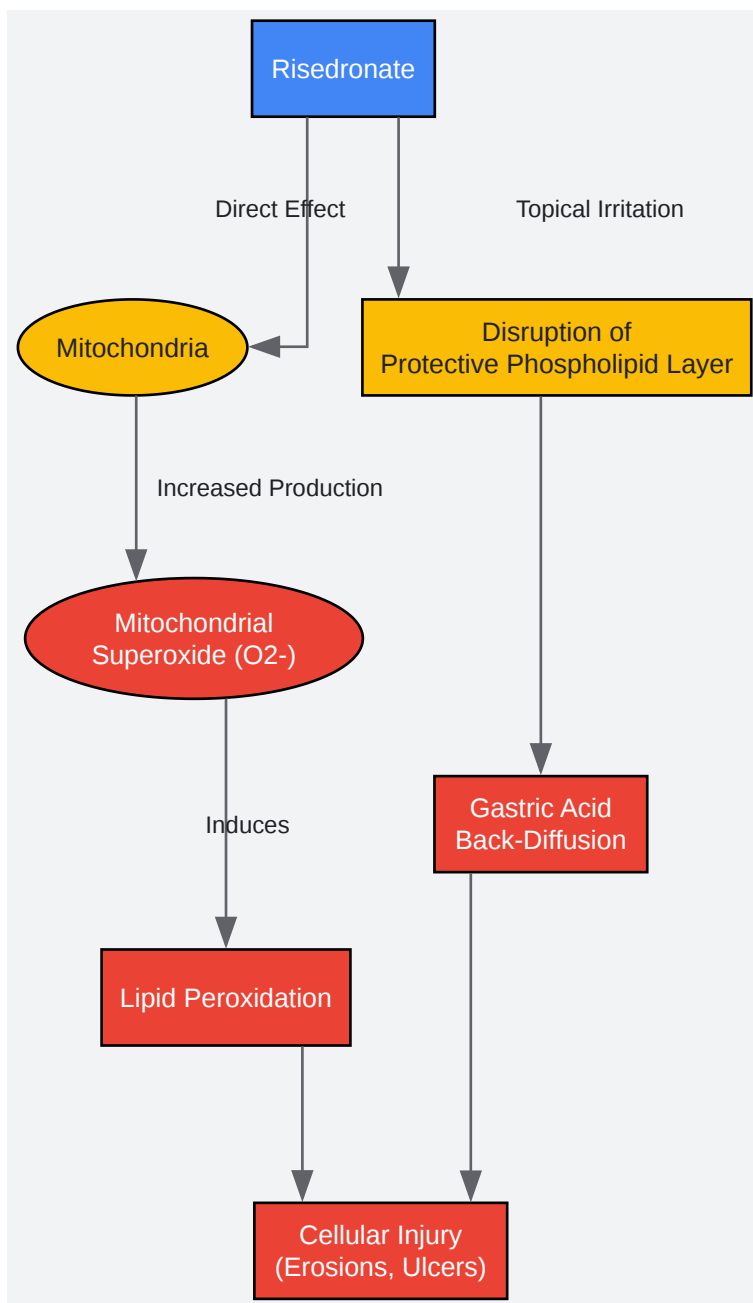 Risedronate
Direct Effect
Topical Irritation
Mitochondria
Disruption of
Protective Phospholipid Layer
Increased Production
Mitochondrial
Superoxide (O2-)
Gastric Acid
Back-Diffusion
Induces
Lipid Peroxidation
Cellular Injury
(Erosions, Ulcers)